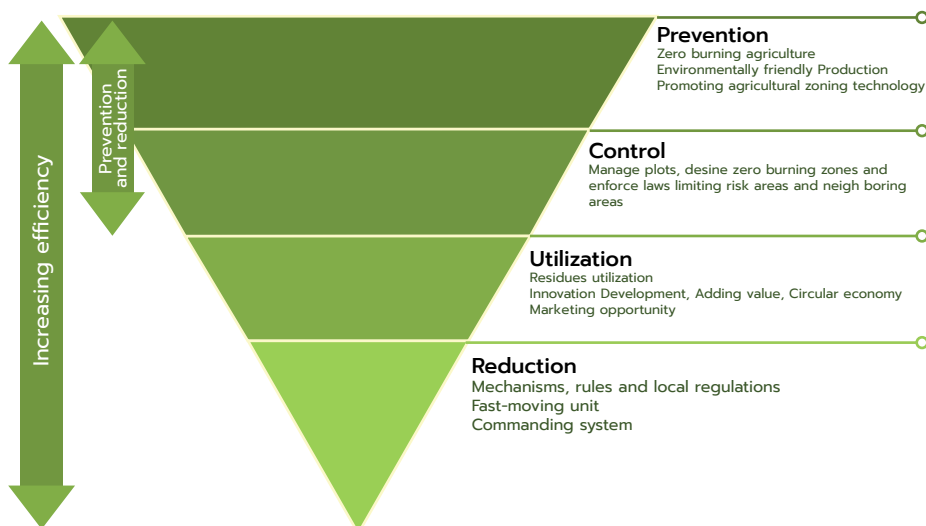 Prevention
Zero burning agriculture
Environmentally friendly Production
Promoting agricultural zoning technology
Control
Manage plots, desine zero burning zones and
enforce laws limiting risk areas and neigh boring
areas
Utilization
Residues utilization
Innovation Development, Adding value, Circular economy
Marketing opportunity
Reduction
Mechanisms, rules and local regulations
Fast-moving unit
Commanding system
Increasing efficiency
Prevention
and reduction